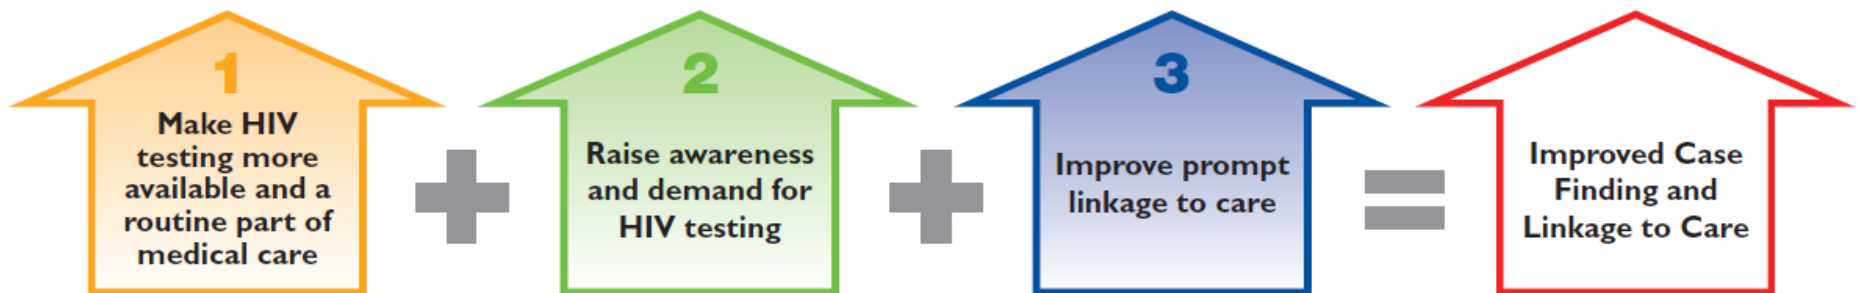 1
Make HIV
testing more
available and a
routine part of
medical care
2
Raise awareness
and demand for
HIV testing
3
Improve prompt
linkage to care
Improved Case
Finding and
Linkage to Care